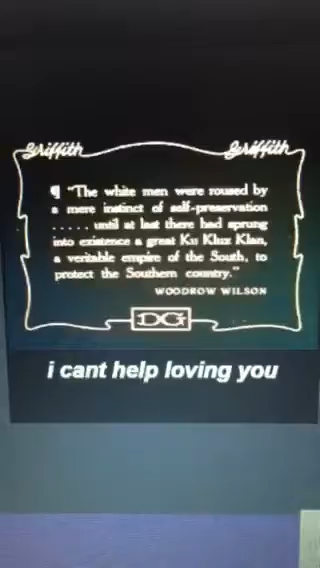 Griffith Griffith
¶ "The white men were roused by
a mere instinct of self-preservation
..... until at last there had sprung
into existence a great Ku Klux Klan,
a veritable empire of the South, to
protect the Southern country."
WOODROW WILSON
DG
i cant help loving you